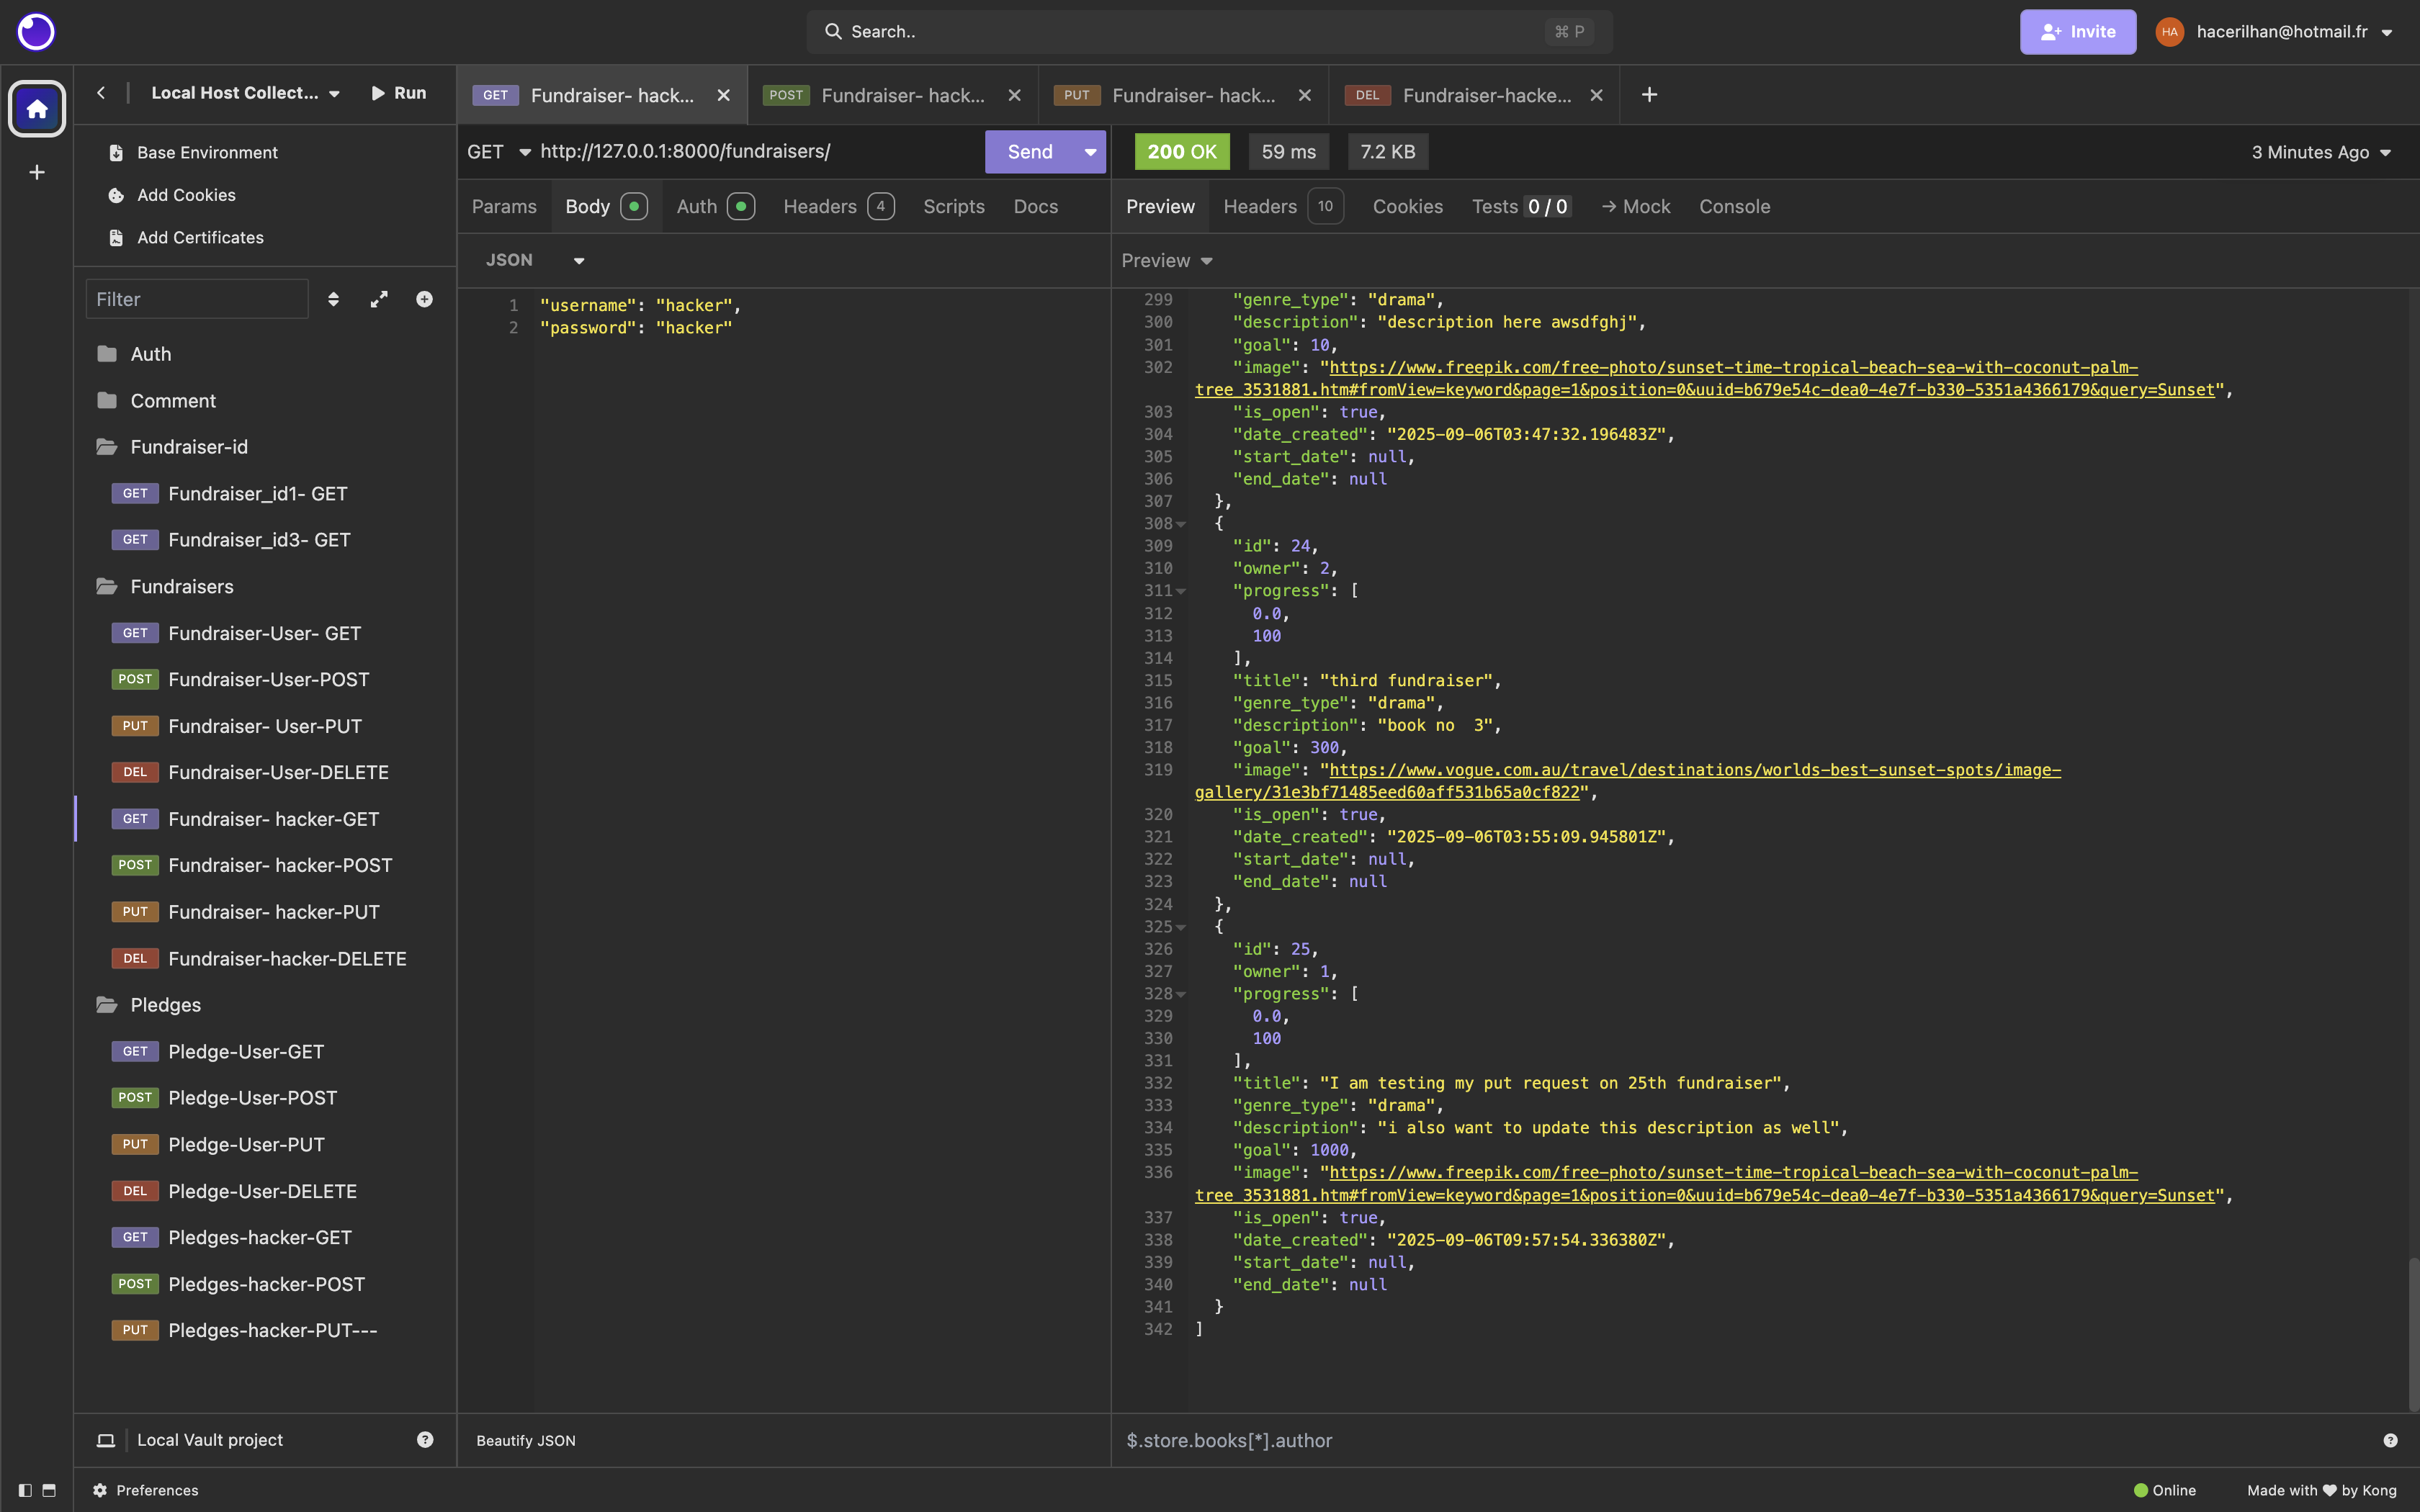 Search..
⌘ P
Invite
HA
hacerilhan@hotmail.fr
Local Host Collect...
Run
GET Fundraiser- hack...
POST Fundraiser- hack...
PUT Fundraiser- hack...
DEL Fundraiser-hacke...
Base Environment
Add Cookies
Add Certificates
Filter
Auth
Comment
Fundraiser-id
GET Fundraiser_id1- GET
GET Fundraiser_id3- GET
Fundraisers
GET Fundraiser-User- GET
POST Fundraiser-User-POST
PUT Fundraiser- User-PUT
DEL Fundraiser-User-DELETE
GET Fundraiser- hacker-GET
POST Fundraiser- hacker-POST
PUT Fundraiser- hacker-PUT
DEL Fundraiser-hacker-DELETE
Pledges
GET Pledge-User-GET
POST Pledge-User-POST
PUT Pledge-User-PUT
DEL Pledge-User-DELETE
GET Pledges-hacker-GET
POST Pledges-hacker-POST
PUT Pledges-hacker-PUT---
Local Vault project
GET http://127.0.0.1:8000/fundraisers/ Send
Params Body Auth Headers 4 Scripts Docs
JSON
1 "username": "hacker",
2 "password": "hacker"
Beautify JSON
200 OK 59 ms 7.2 KB 3 Minutes Ago
Preview Headers 10 Cookies Tests 0 / 0 → Mock Console
Preview
299 "genre_type": "drama",
300 "description": "description here awsdfghj",
301 "goal": 10,
302 "image": "https://www.freepik.com/free-photo/sunset-time-tropical-beach-sea-with-coconut-palm-
tree_3531881.htm#fromView=keyword&page=1&position=0&uuid=b679e54c-dea0-4e7f-b330-5351a4366179&query=Sunset",
303 "is_open": true,
304 "date_created": "2025-09-06T03:47:32.196483Z",
305 "start_date": null,
306 "end_date": null
307 },
308 {
309 "id": 24,
310 "owner": 2,
311 "progress": [
312 0.0,
313 100
314 ],
315 "title": "third fundraiser",
316 "genre_type": "drama",
317 "description": "book no  3",
318 "goal": 300,
319 "image": "https://www.vogue.com.au/travel/destinations/worlds-best-sunset-spots/image-
gallery/31e3bf71485eed60aff531b65a0cf822",
320 "is_open": true,
321 "date_created": "2025-09-06T03:55:09.945801Z",
322 "start_date": null,
323 "end_date": null
324 },
325 {
326 "id": 25,
327 "owner": 1,
328 "progress": [
329 0.0,
330 100
331 ],
332 "title": "I am testing my put request on 25th fundraiser",
333 "genre_type": "drama",
334 "description": "i also want to update this description as well",
335 "goal": 1000,
336 "image": "https://www.freepik.com/free-photo/sunset-time-tropical-beach-sea-with-coconut-palm-
tree_3531881.htm#fromView=keyword&page=1&position=0&uuid=b679e54c-dea0-4e7f-b330-5351a4366179&query=Sunset",
337 "is_open": true,
338 "date_created": "2025-09-06T09:57:54.336380Z",
339 "start_date": null,
340 "end_date": null
341 }
342 ]
$.store.books[*].author
Preferences
Online
Made with ♥ by Kong